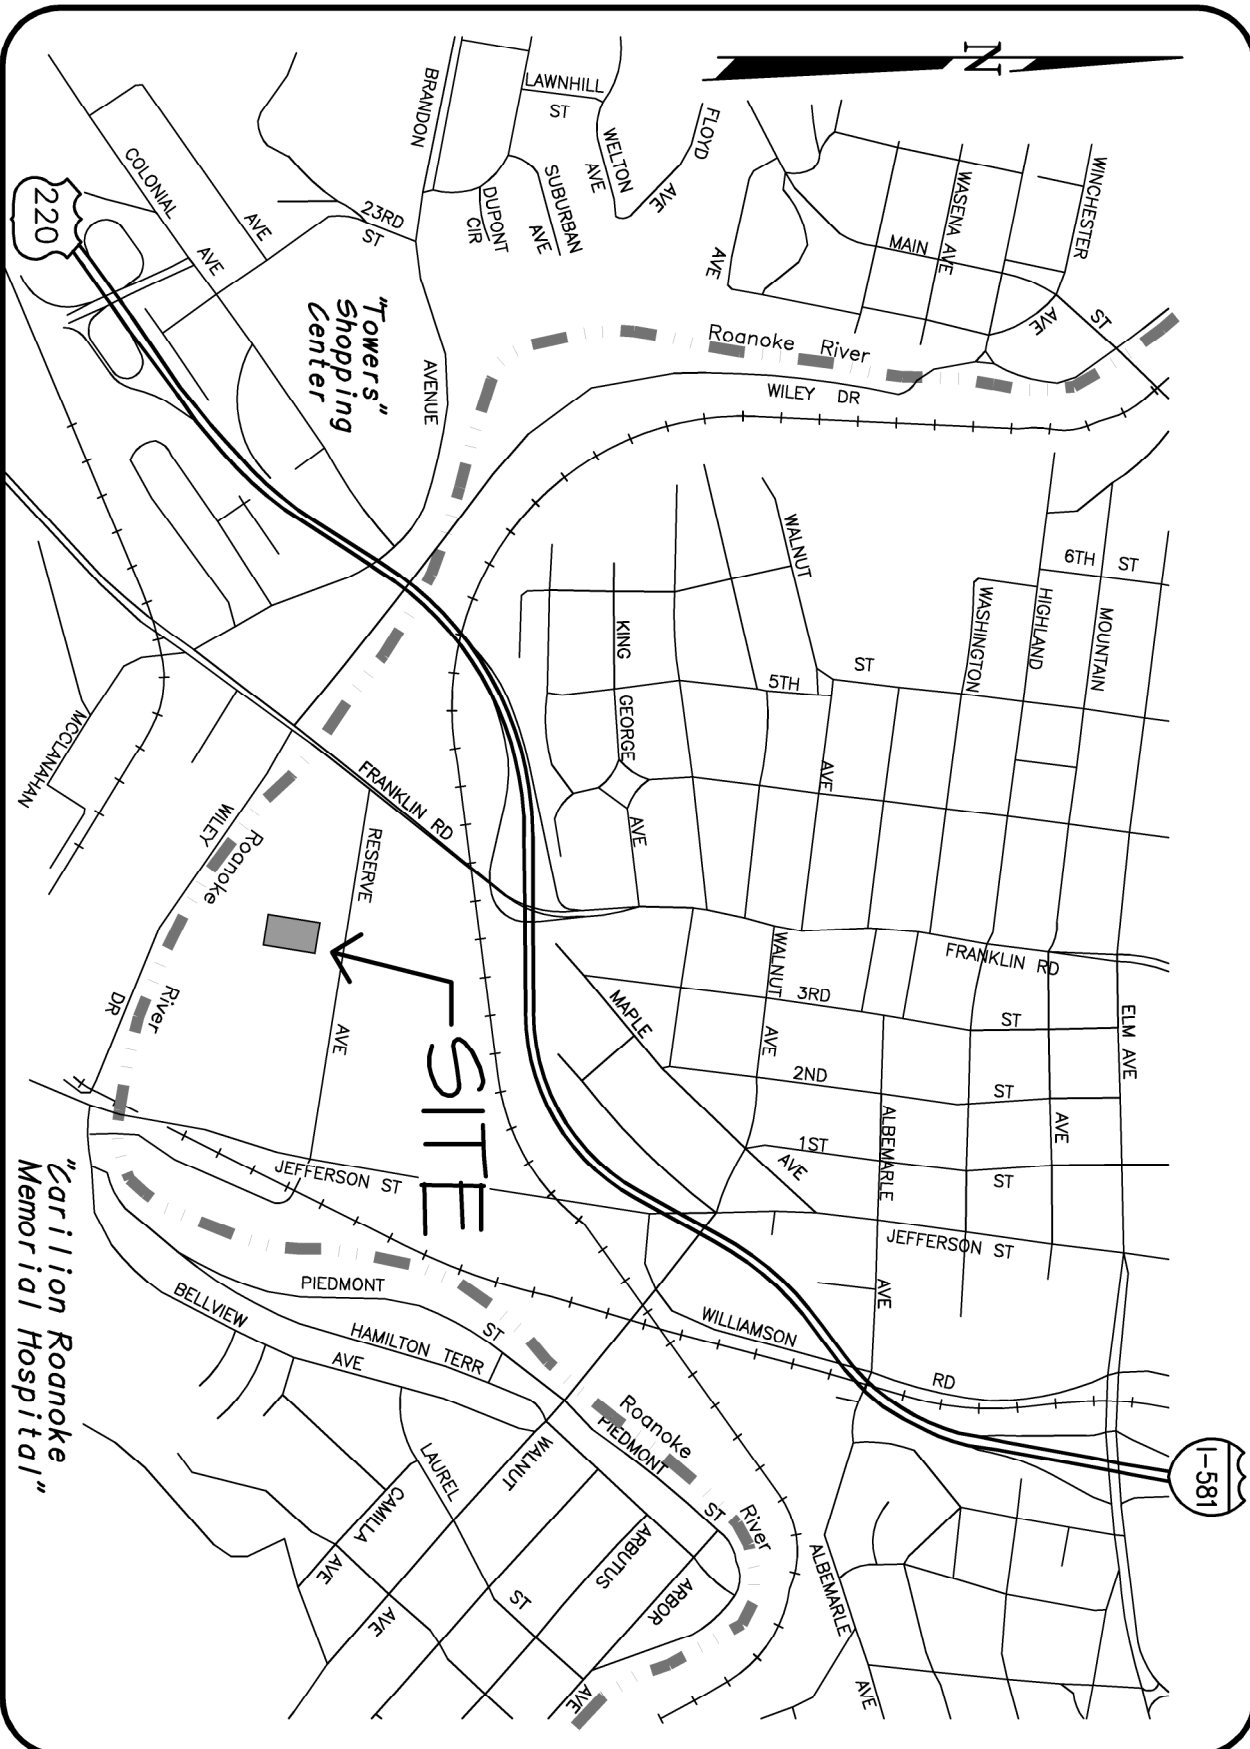 N
BRANDON
AVENUE
LAWNHILL
ST
WELTON
AVE
FLOYD
AVE
SUBURBAN
AVE
DUPONT
CIR
COLONIAL
AVE
AVE
23RD
ST
220
"Towers"
Shopping
Center
WINCHESTER
AVE
WASENA AVE
MAIN
ST
AVE
Roanoke River
WILEY DR
WALNUT
AVE
6TH ST
HIGHLAND
MOUNTAIN
WASHINGTON
5TH
ST
KING
GEORGE
AVE
MCCLANAHAN
FRANKLIN RD
WILEY
DR
Roanoke
River
RESERVE
AVE
SITE
FRANKLIN RD
WALNUT
AVE
3RD
ST
MAPLE
AVE
2ND
ST
1ST
ST
AVE
ELM AVE
ALBEMARLE
AVE
JEFFERSON ST
JEFFERSON ST
"Carilion Roanoke
Memorial Hospital"
PIEDMONT
ST
BELLVIEW
AVE
HAMILTON TERR
WILLIAMSON
RD
Roanoke
River
PIEDMONT
ST
WALNUT
AVE
LAUREL
ST
CAMILLA
AVE
ARBUTUS
ARBOR
AVE
ALBEMARLE
AVE
I-581